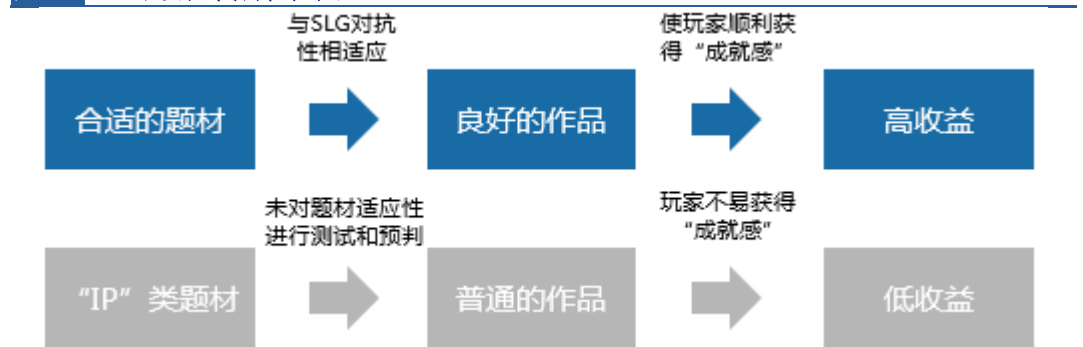 与SLG对抗
性相适应
使玩家顺利获
得“成就感”
合适的题材
良好的作品
高收益
未对题材适应性
进行测试和预判
玩家不易获得
“成就感”
“IP”类题材
普通的作品
低收益